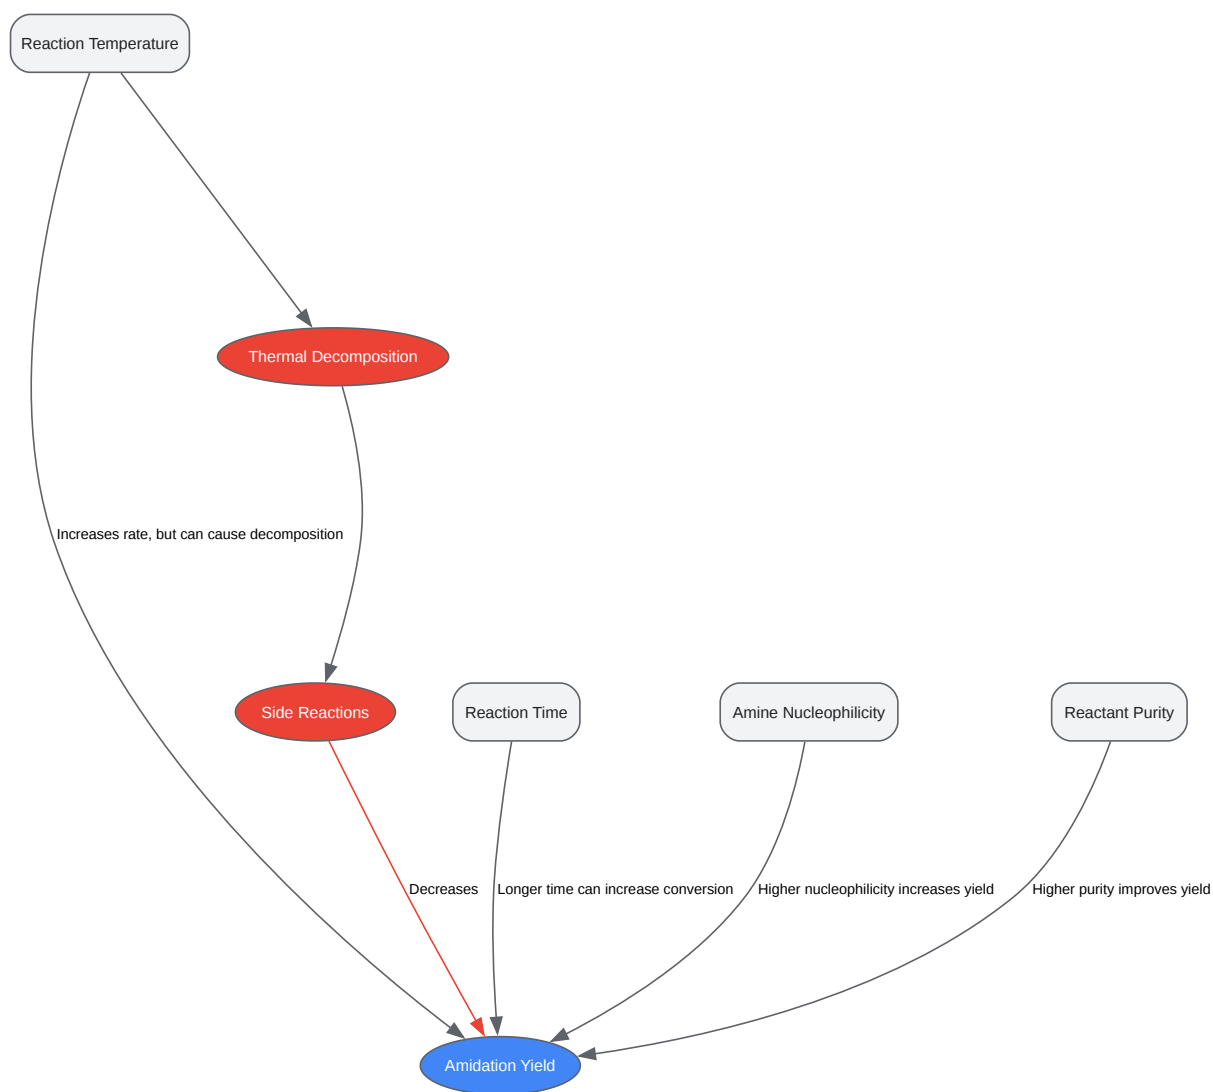 Reaction Temperature
Thermal Decomposition
Increases rate, but can cause decomposition
Side Reactions
Reaction Time
Amine Nucleophilicity
Reactant Purity
Decreases
Longer time can increase conversion
Higher nucleophilicity increases yield
Higher purity improves yield
Amidation Yield